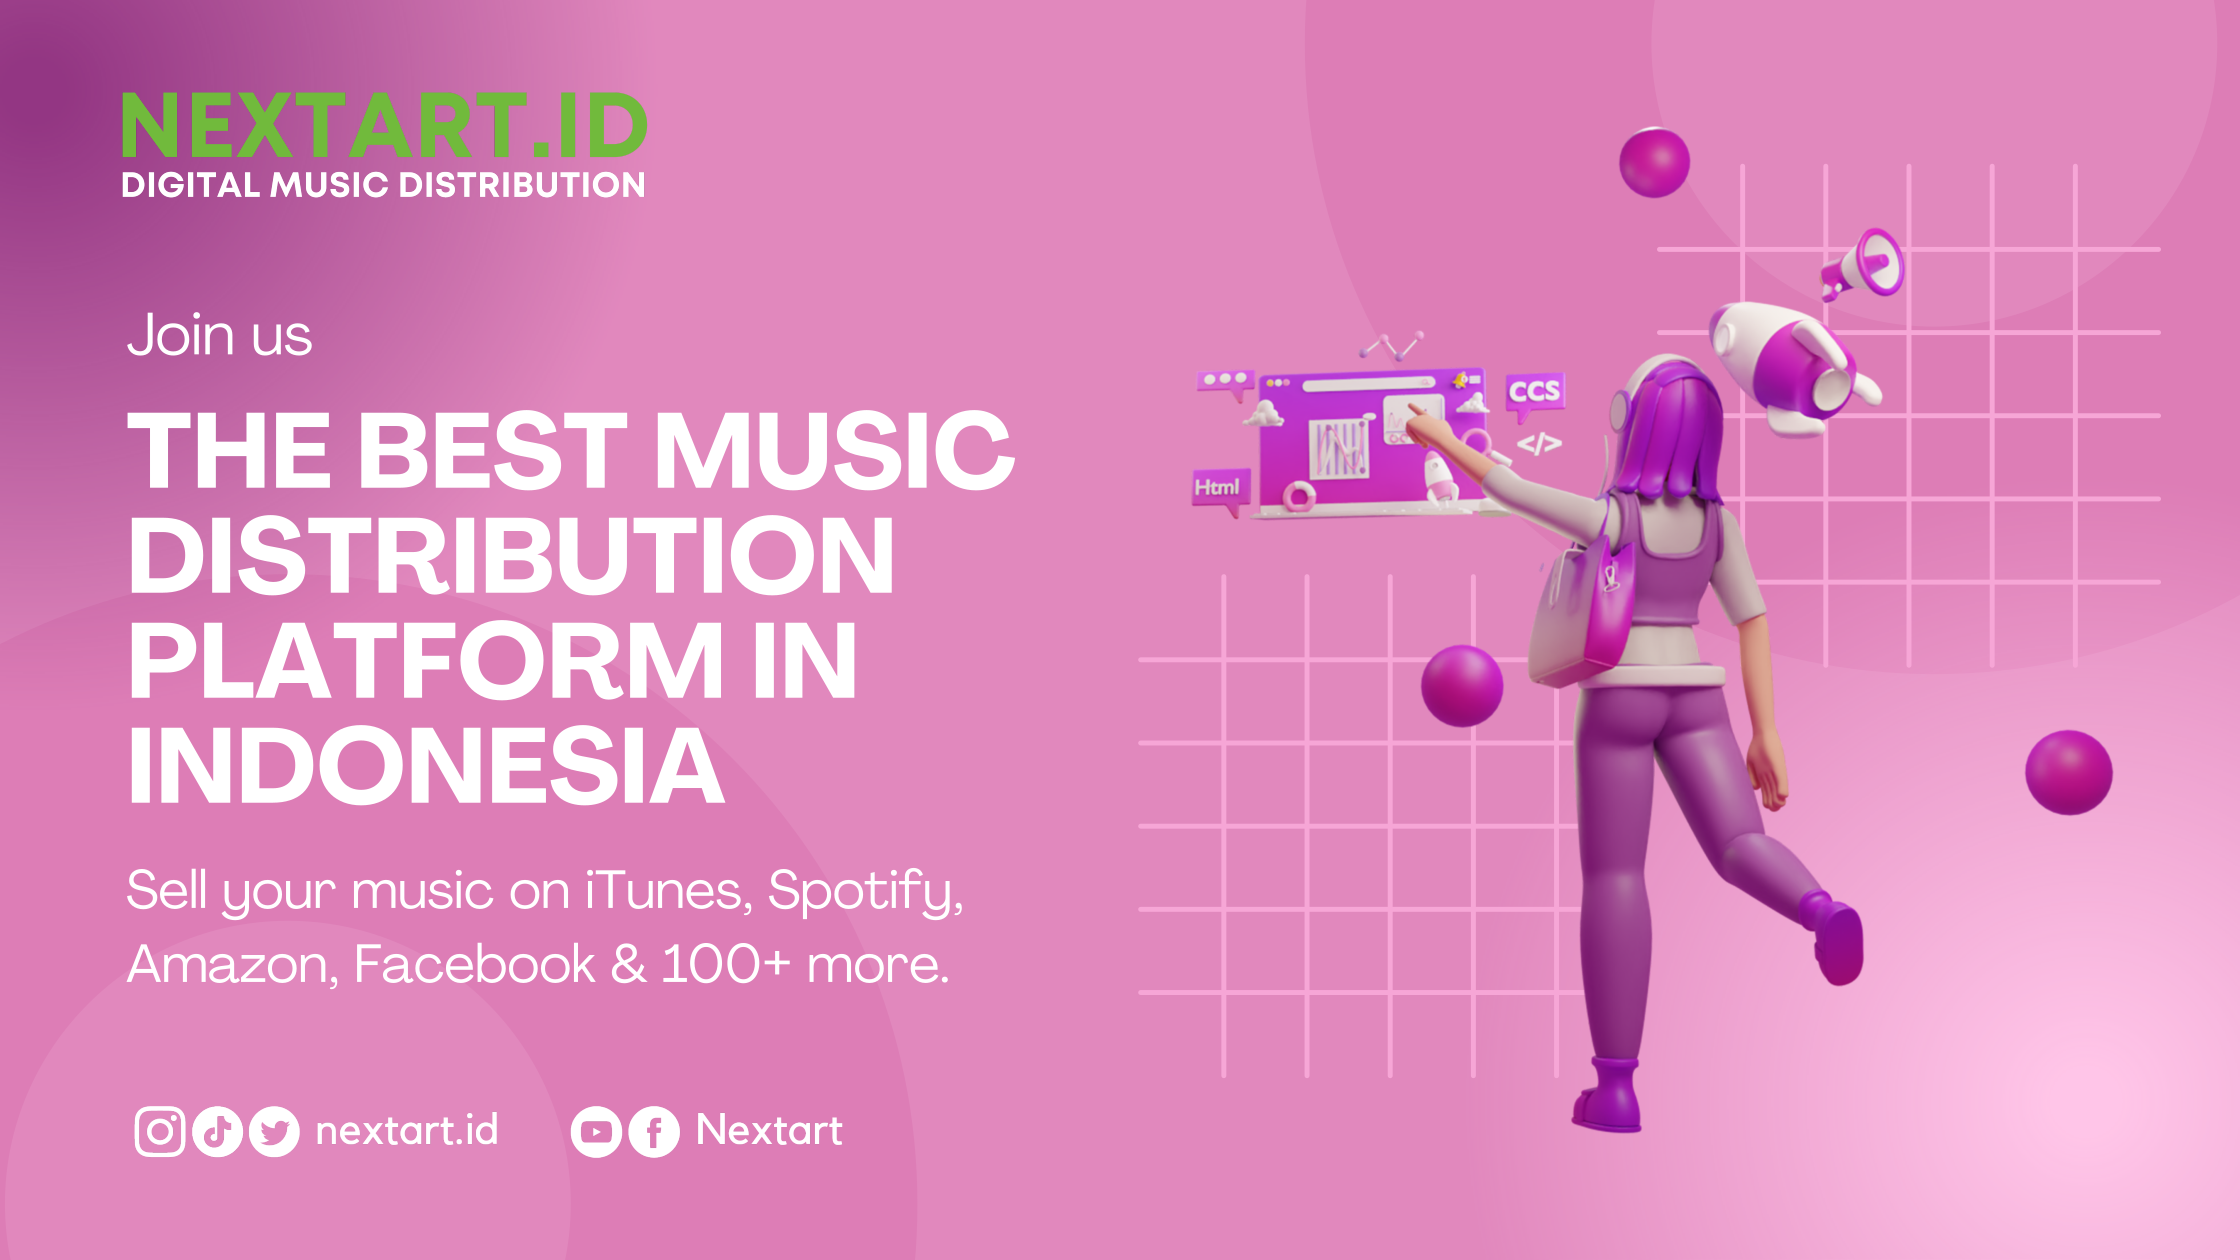 NEXTART.ID
DIGITAL MUSIC DISTRIBUTION
Join us
THE BEST MUSIC
DISTRIBUTION
PLATFORM IN
INDONESIA
Sell your music on iTunes, Spotify,
Amazon, Facebook & 100+ more.
nextart.id
Nextart
CCS
</>
Html